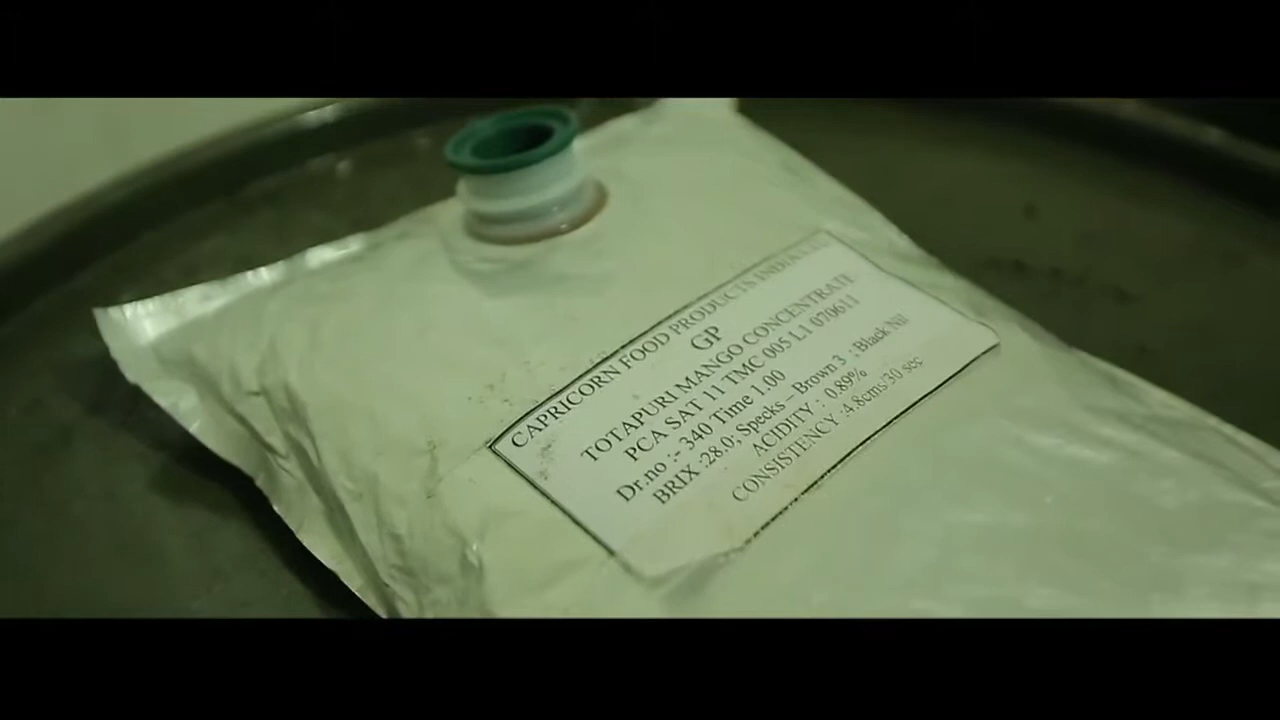 CAPRICORN FOOD PRODUCTS INDIA
GP
TOTAPURI MANGO CONCENTRATE
PCA SAT 11 TMC 005 L1 070611
Dr.no :- 340 Time 1.00
BRIX :28.0; Specks – Brown 3 ; Black Nil
ACIDITY : 0.89%
CONSISTENCY :4.8cms/30 sec